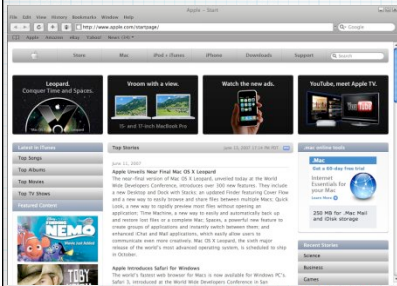 Apple – Start
File Edit View History Bookmarks Window Help
http://www.apple.com/startpage/
Google
Apple Amazon eBay Yahoo! News
Store Mac iPod + iTunes iPhone Downloads Support Search
Leopard.
Conquer Time and Spaces.
Vroom with a view.
15- and 17-inch MacBook Pro
Watch the new ads.
YouTube, meet Apple TV.
Latest in iTunes
Top Songs
Top Albums
Top Movies
Top TV Shows
Featured Content
FINDING
NEMO
TOBY
Top Stories
June 11, 2007
Apple Unveils Near Final Mac OS X Leopard
The near-final version of Mac OS X Leopard, unveiled today at the World
Wide Developers Conference, introduces over 300 new features. They include
a new Desktop and Dock with Stacks; an updated Finder featuring Cover Flow
and a new way to easily browse and share files between multiple Macs; Quick
Look, a new way to rapidly preview most files without opening an
application; Time Machine, a new way to easily and automatically back up
and restore lost files or a complete Mac; Spaces, a powerful new feature to
create groups of applications and instantly switch between them; and
enhanced iChat and Mail applications, which easily allow users to
communicate even more creatively. Mac OS X Leopard, the sixth major
release of the world's most advanced operating system, is scheduled to ship
in October.
Apple Introduces Safari for Windows
The world's fastest web browser for Macs is now available for Windows PC's.
Safari 3, introduced at the World Wide Developers Conference in San
.Mac online tools
.Mac
Get a 60-day free trial
Internet
Essentials for
your Mac
Learn More
250 MB for .Mac Mail
and iDisk storage
Recent Stories
Science
Business
Games